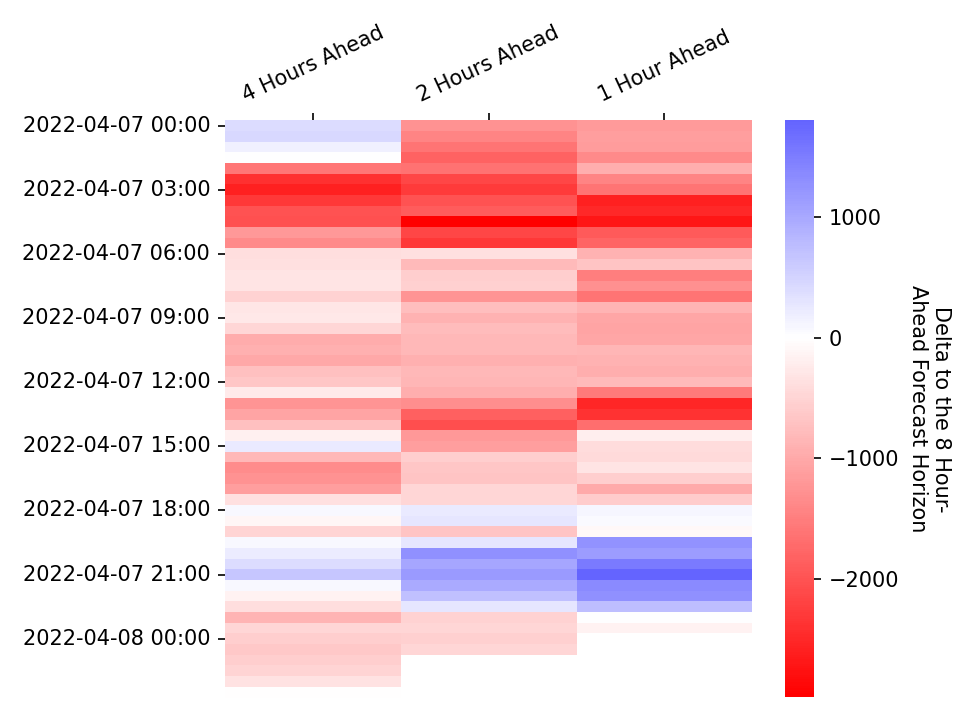 4 Hours Ahead
2 Hours Ahead
1 Hour Ahead
2022-04-07 00:00
2022-04-07 03:00
2022-04-07 06:00
2022-04-07 09:00
2022-04-07 12:00
2022-04-07 15:00
2022-04-07 18:00
2022-04-07 21:00
2022-04-08 00:00
1000
0
−1000
−2000
Delta to the 8 Hour-
Ahead Forecast Horizon